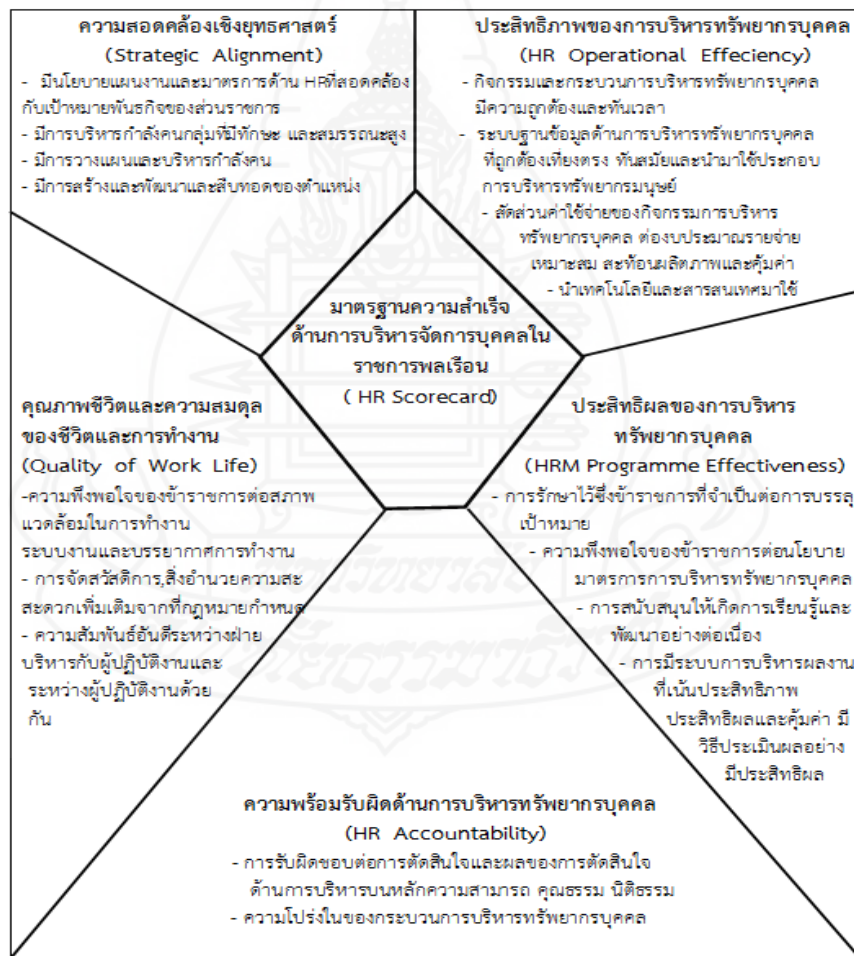 ความสอดคล้องเชิงยุทธศาสตร์
(Strategic Alignment)
- มีนโยบายแผนงานและมาตรการด้าน HRที่สอดคล้อง
กับเป้าหมายพันธกิจของส่วนราชการ
- มีการบริหารกำลังคนกลุ่มที่มีทักษะ และสมรรถนะสูง
- มีการวางแผนและบริหารกำลังคน
- มีการสร้างและพัฒนาและสืบทอดของตำแหน่ง
ประสิทธิภาพของการบริหารทรัพยากรบุคคล
(HR Operational Effeciency)
- กิจกรรมและกระบวนการบริหารทรัพยากรบุคคล
มีความถูกต้องและทันเวลา
- ระบบฐานข้อมูลด้านการบริหารทรัพยากรบุคคล
ที่ถูกต้องเที่ยงตรง ทันสมัยและนำมาใช้ประกอบ
การบริหารทรัพยากรมนุษย์
- สัดส่วนค่าใช้จ่ายของกิจกรรมการบริหาร
ทรัพยากรบุคคล ต่องบประมาณรายจ่าย
เหมาะสม สะท้อนผลิตภาพและคุ้มค่า
- นำเทคโนโลยีและสารสนเทศมาใช้
มาตรฐานความสำเร็จ
ด้านการบริหารจัดการบุคคลใน
ราชการพลเรือน
( HR Scorecard)
คุณภาพชีวิตและความสมดุล
ของชีวิตและการทำงาน
(Quality of Work Life)
-ความพึงพอใจของข้าราชการต่อสภาพ
แวดล้อมในการทำงาน
ระบบงานและบรรยากาศการทำงาน
- การจัดสวัสดิการ,สิ่งอำนวยความสะ
สะดวกเพิ่มเติมจากที่กฎหมายกำหนด
- ความสัมพันธ์อันดีระหว่างฝ่าย
บริหารกับผู้ปฏิบัติงานและ
ระหว่างผู้ปฏิบัติงานด้วย
กัน
ประสิทธิผลของการบริหาร
ทรัพยากรบุคคล
(HRM Programme Effectiveness)
- การรักษาไว้ซึ่งข้าราชการที่จำเป็นต่อการบรรลุ
เป้าหมาย
- ความพึงพอใจของข้าราชการต่อนโยบาย
มาตรการการบริหารทรัพยากรบุคคล
- การสนับสนุนให้เกิดการเรียนรู้และ
พัฒนาอย่างต่อเนื่อง
- การมีระบบการบริหารผลงาน
ที่เน้นประสิทธิภาพ
ประสิทธิผลและคุ้มค่า มี
วิธีประเมินผลอย่าง
มีประสิทธิผล
ความพร้อมรับผิดด้านการบริหารทรัพยากรบุคคล
(HR Accountability)
- การรับผิดชอบต่อการตัดสินใจและผลของการตัดสินใจ
ด้านการบริหารบนหลักความสามารถ คุณธรรม นิติธรรม
- ความโปร่งในของกระบวนการบริหารทรัพยากรบุคคล